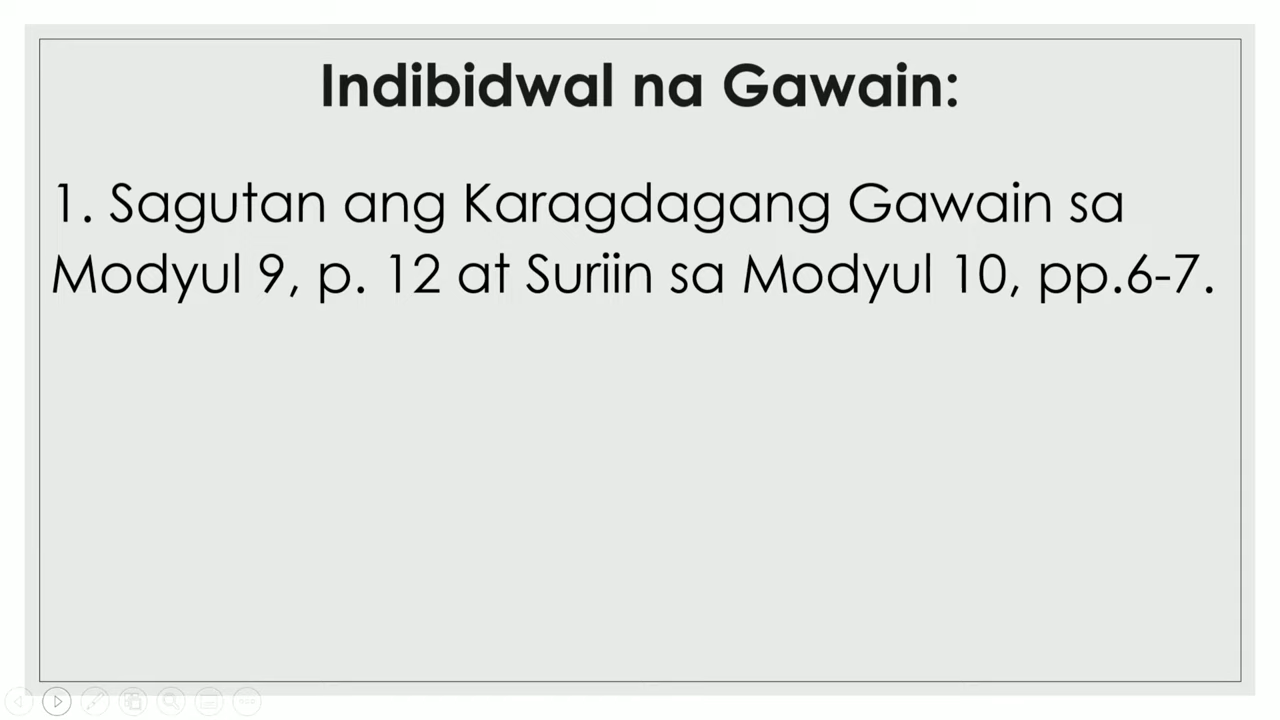 Indibidwal na Gawain:
1. Sagutan ang Karagdagang Gawain sa
Modyul 9, p. 12 at Suriin sa Modyul 10, pp.6-7.